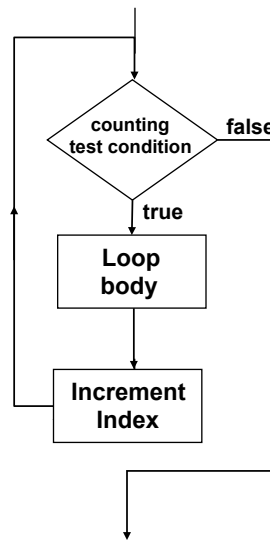 counting
test condition
false
true
Loop
body
Increment
Index